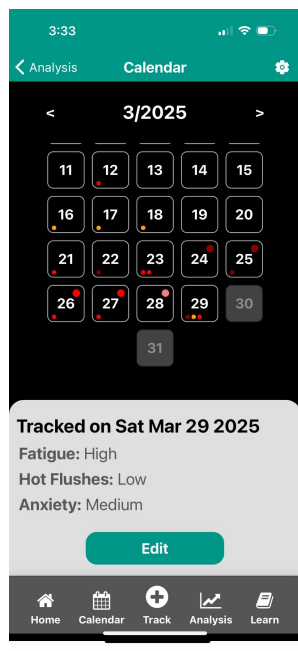 3:33
Analysis
Calendar
< 3/2025 >
11 12 13 14 15
16 17 18 19 20
21 22 23 24 25
26 27 28 29 30
31
Tracked on Sat Mar 29 2025
Fatigue: High
Hot Flushes: Low
Anxiety: Medium
Edit
Home Calendar Track Analysis Learn